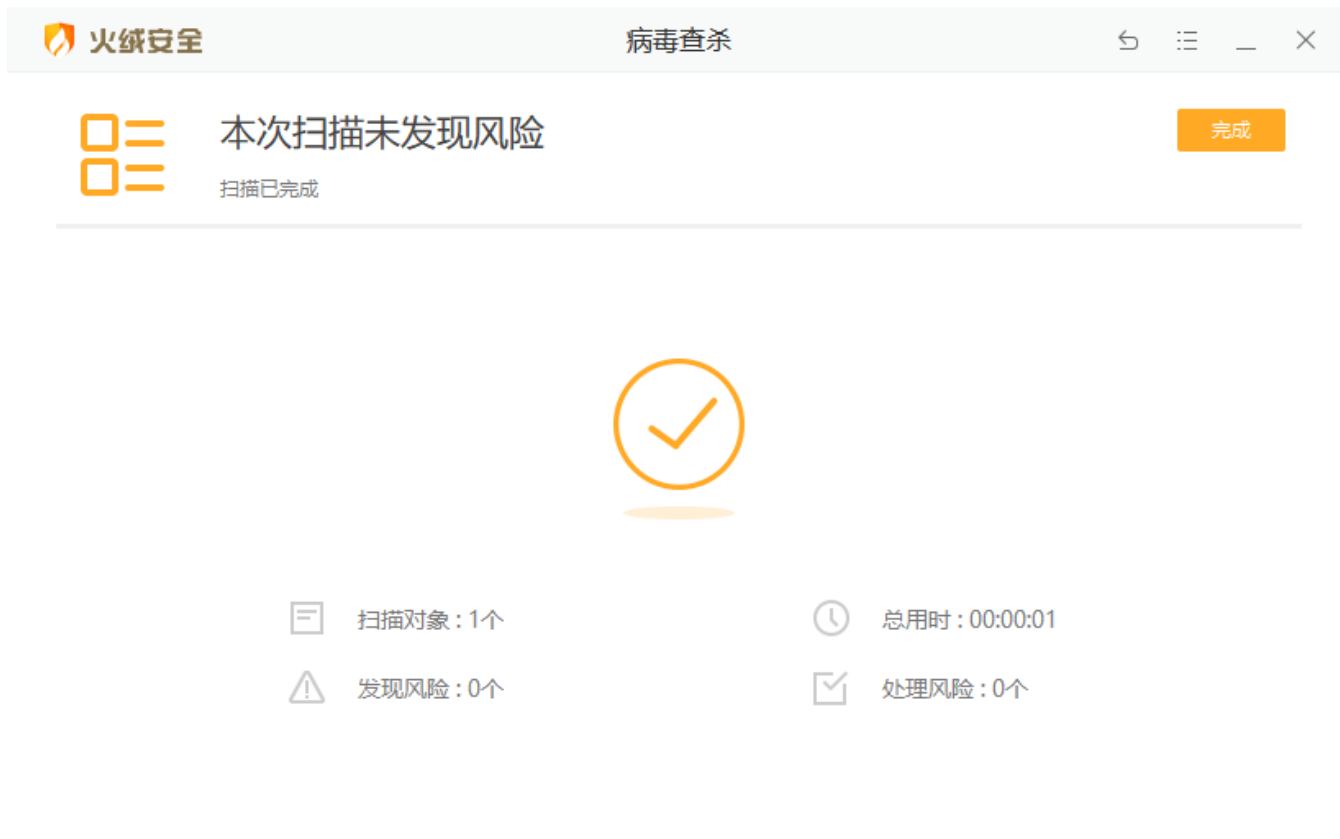 火绒安全
病毒查杀
本次扫描未发现风险
完成
扫描已完成
扫描对象 : 1个
总用时 : 00:00:01
发现风险 : 0个
处理风险 : 0个